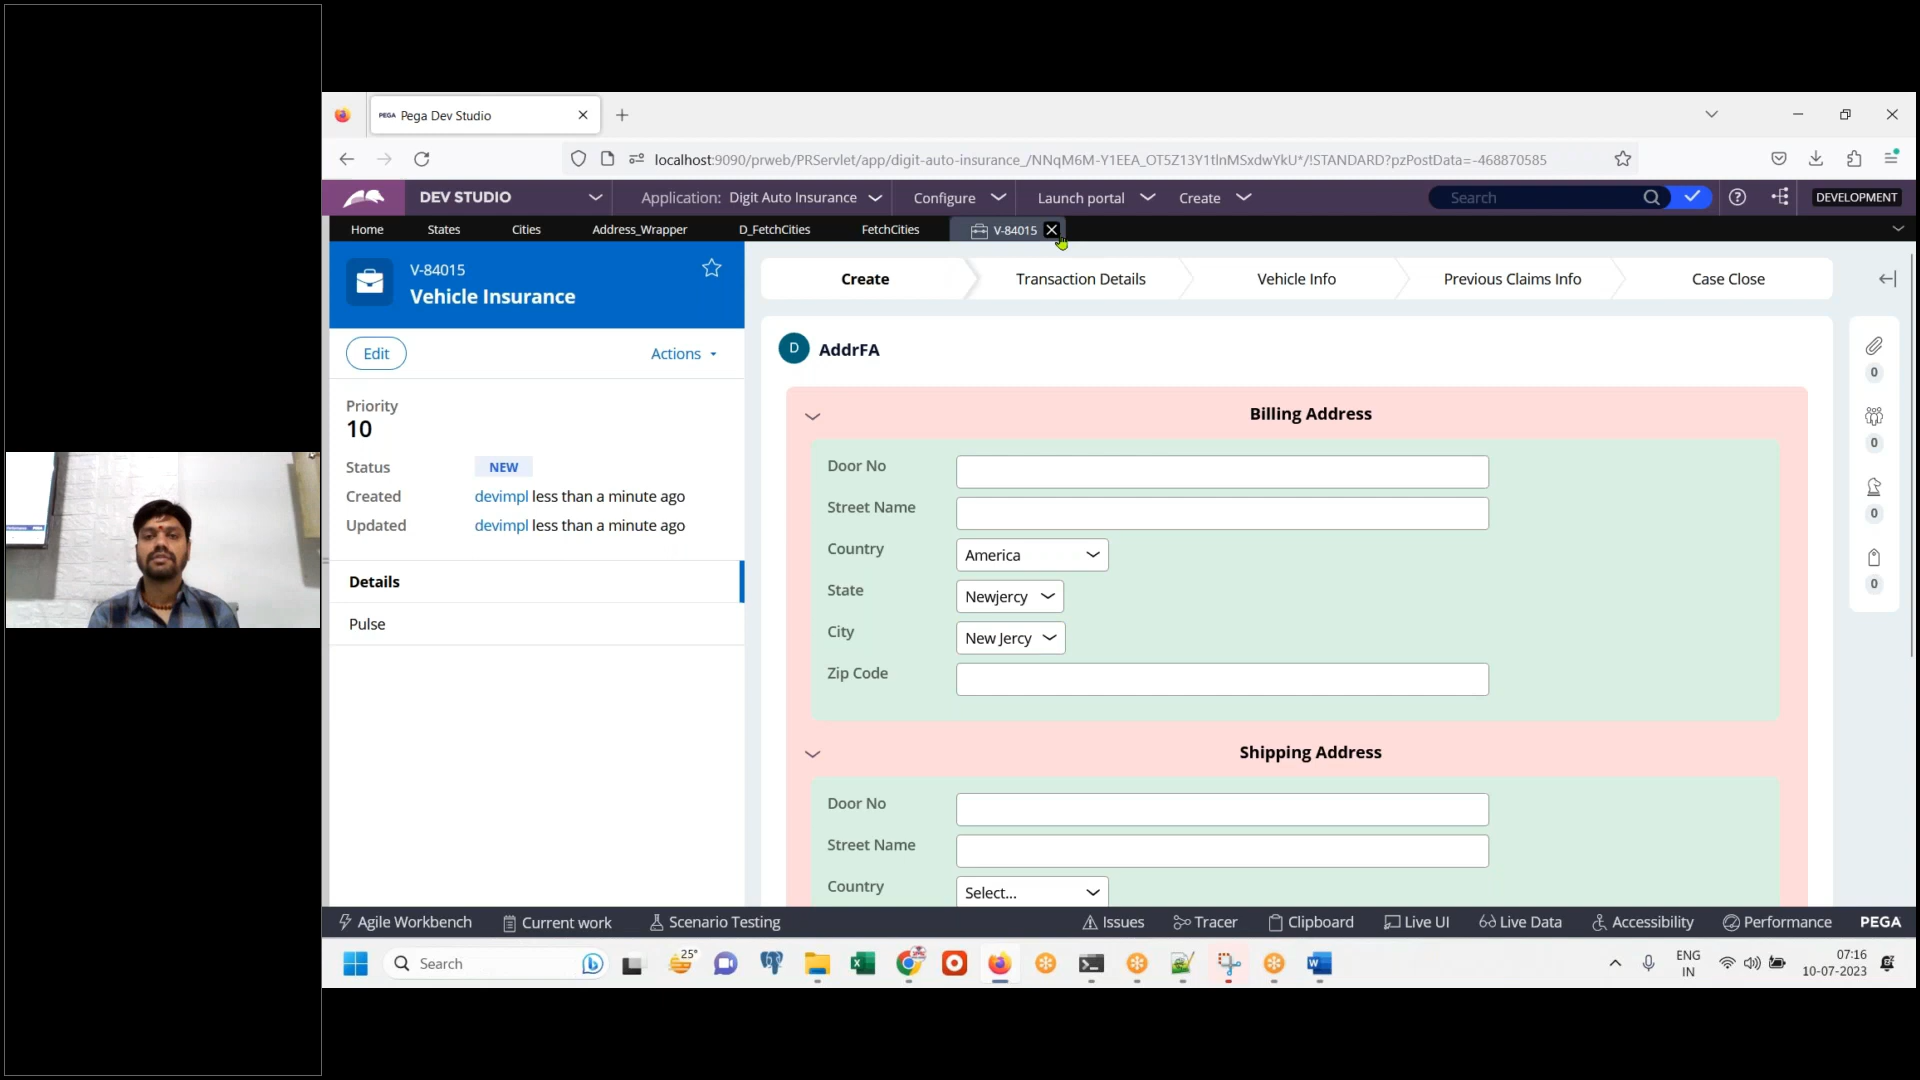 PEGA Pega Dev Studio
localhost:9090/prweb/PRServlet/app/digit-auto-insurance_/NNqM6M-Y1EEA_OT5Z13Y1tlnMSxdwYkU*/!STANDARD?pzPostData=-468870585
DEV STUDIO Application: Digit Auto Insurance Configure Launch portal Create Search DEVELOPMENT
Home States Cities Address_Wrapper D_FetchCities FetchCities V-84015
V-84015
Vehicle Insurance
Create Transaction Details Vehicle Info Previous Claims Info Case Close
Edit Actions
Priority
10
Status NEW
Created devimpl less than a minute ago
Updated devimpl less than a minute ago
Details
Pulse
D AddrFA
Billing Address
Door No
Street Name
Country America
State Newjercy
City New Jercy
Zip Code
Shipping Address
Door No
Street Name
Country Select...
0
0
0
0
Agile Workbench Current work Scenario Testing Issues Tracer Clipboard Live UI Live Data Accessibility Performance PEGA
Search 25° ENG 07:16
IN 10-07-2023